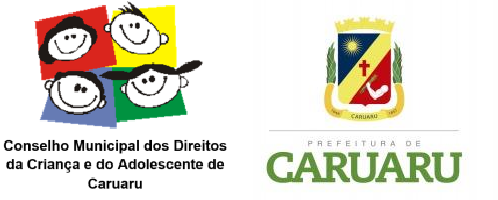 Conselho Municipal dos Direitos
da Criança e do Adolescente de
Caruaru
CARUARU
PREFEITURA DE
CARUARU